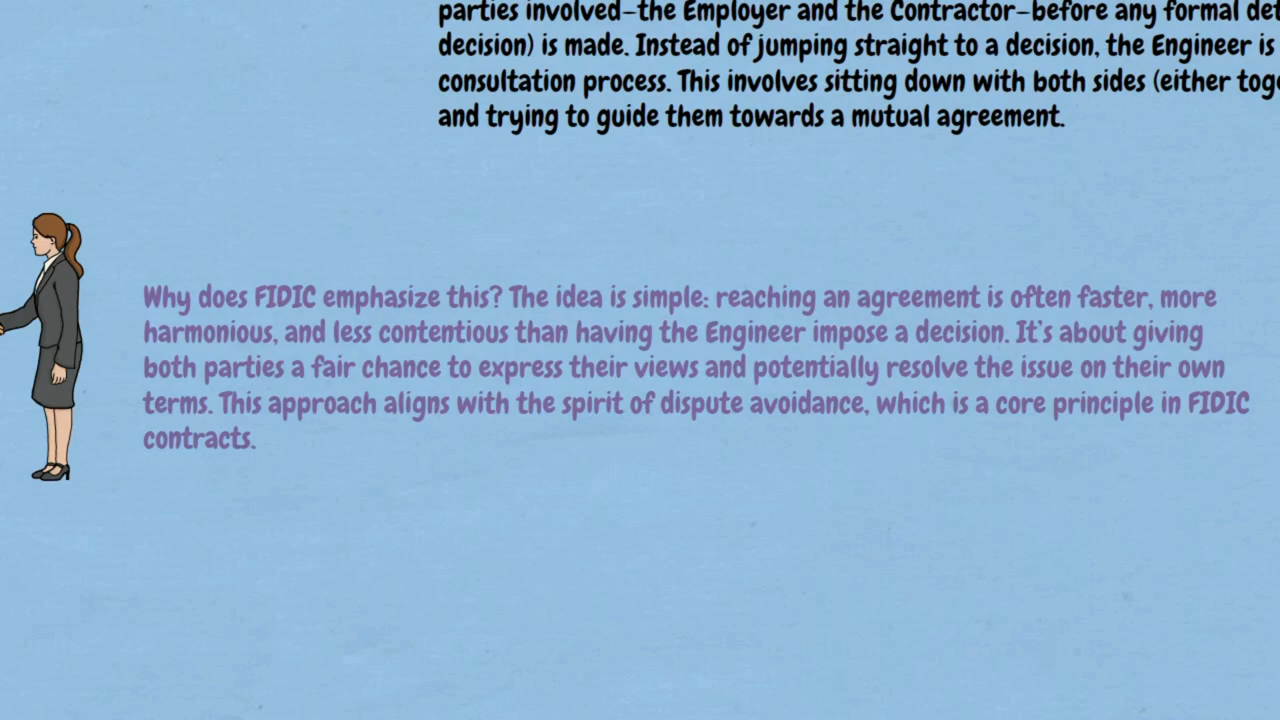 parties involved–the Employer and the Contractor–before any formal
decision) is made. Instead of jumping straight to a decision, the Engineer is
consultation process. This involves sitting down with both sides (either
and trying to guide them towards a mutual agreement.
Why does FIDIC emphasize this? The idea is simple: reaching an agreement is often faster, more
harmonious, and less contentious than having the Engineer impose a decision. It's about giving
both parties a fair chance to express their views and potentially resolve the issue on their own
terms. This approach aligns with the spirit of dispute avoidance, which is a core principle in FIDIC
contracts.